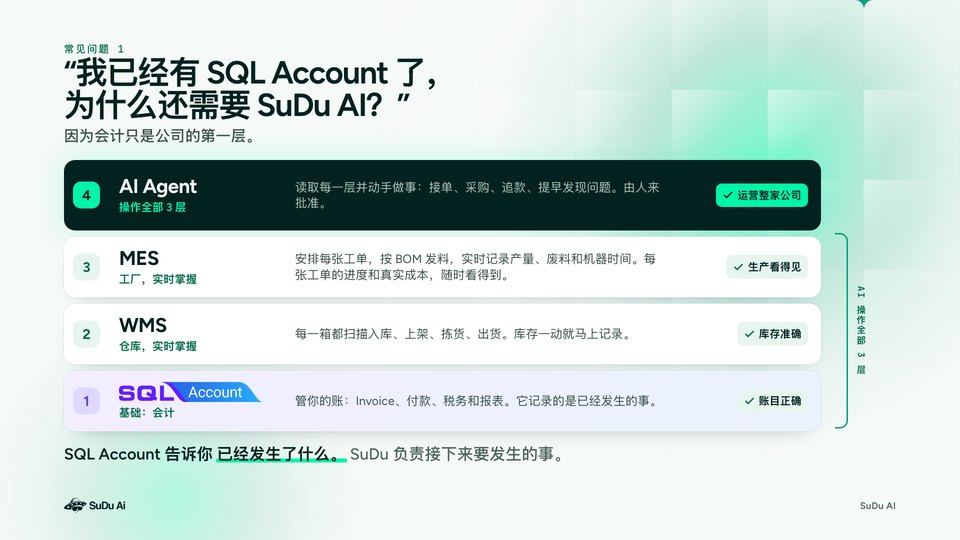 常见问题 1
“我已经有 SQL Account 了，
为什么还需要 SuDu AI？”
因为会计只是公司的第一层。
4
AI Agent
操作全部 3 层
读取每一层并动手做事：接单、采购、追款、提早发现问题。由人来
批准。
运营整家公司
3
MES
工厂，实时掌握
安排每张工单，按 BOM 发料，实时记录产量、废料和机器时间。每
张工单的进度和真实成本，随时看得到。
生产看得见
2
WMS
仓库，实时掌握
每一箱都扫描入库、上架、拣货、出货。库存一动就马上记录。
库存准确
1
SQL Account
基础：会计
管你的账：Invoice、付款、税务和报表。它记录的是已经发生的事。
账目正确
AI 操作全部 3 层
SQL Account 告诉你 已经发生了什么。 SuDu 负责接下来要发生的事。
SuDu Ai
SuDu AI